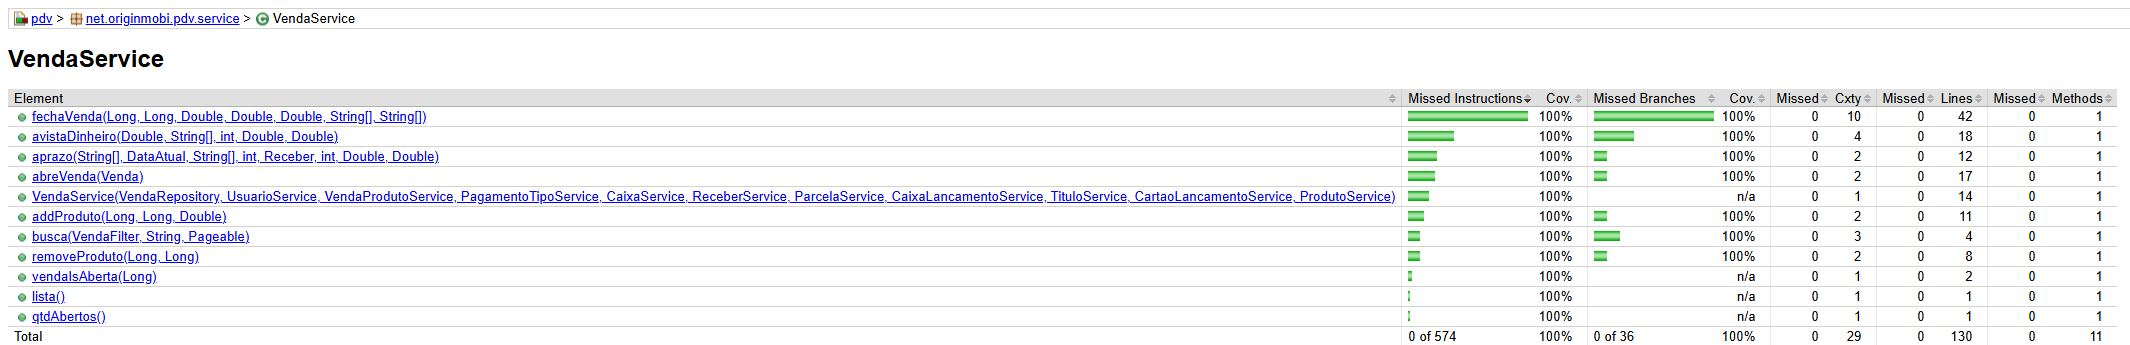 pdv > net.originmobi.pdv.service > VendaService
VendaService
Element Missed Instructions Cov. Missed Branches Cov. Missed Cxty Missed Lines Missed Methods
fechaVenda(Long, Long, Double, Double, Double, String[], String[]) 100% 100% 0 10 0 42 0 1
avistaDinheiro(Double, String[], int, Double, Double) 100% 100% 0 4 0 18 0 1
aprazo(String[], DataAtual, String[], int, Receber, int, Double, Double) 100% 100% 0 2 0 12 0 1
abreVenda(Venda) 100% 100% 0 2 0 17 0 1
VendaService(VendaRepository, UsuarioService, VendaProdutoService, PagamentoTipoService, CaixaService, ReceberService, ParcelaService, CaixaLancamentoService, TituloService, CartaoLancamentoService, ProdutoService) 100% n/a 0 1 0 14 0 1
addProduto(Long, Long, Double) 100% 100% 0 2 0 11 0 1
busca(VendaFilter, String, Pageable) 100% 100% 0 3 0 4 0 1
removeProduto(Long, Long) 100% 100% 0 2 0 8 0 1
vendaIsAberta(Long) 100% n/a 0 1 0 2 0 1
lista() 100% n/a 0 1 0 1 0 1
qtdAbertos() 100% n/a 0 1 0 1 0 1
Total 0 of 574 100% 0 of 36 100% 0 29 0 130 0 11